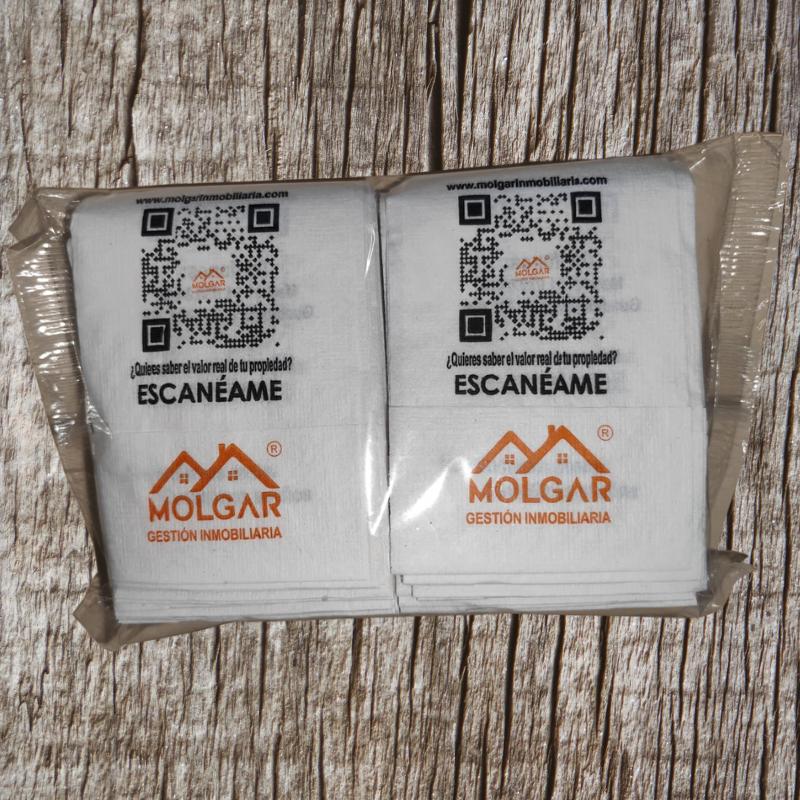 www.molgarinmobiliaria.com
MOLGAR
¿Quieres saber el valor real de tu propiedad?
ESCANÉAME
®
MOLGAR
GESTIÓN INMOBILIARIA
www.molgarinmobiliaria.com
MOLGAR
¿Quieres saber el valor real de tu propiedad?
ESCANÉAME
®
MOLGAR
GESTIÓN INMOBILIARIA